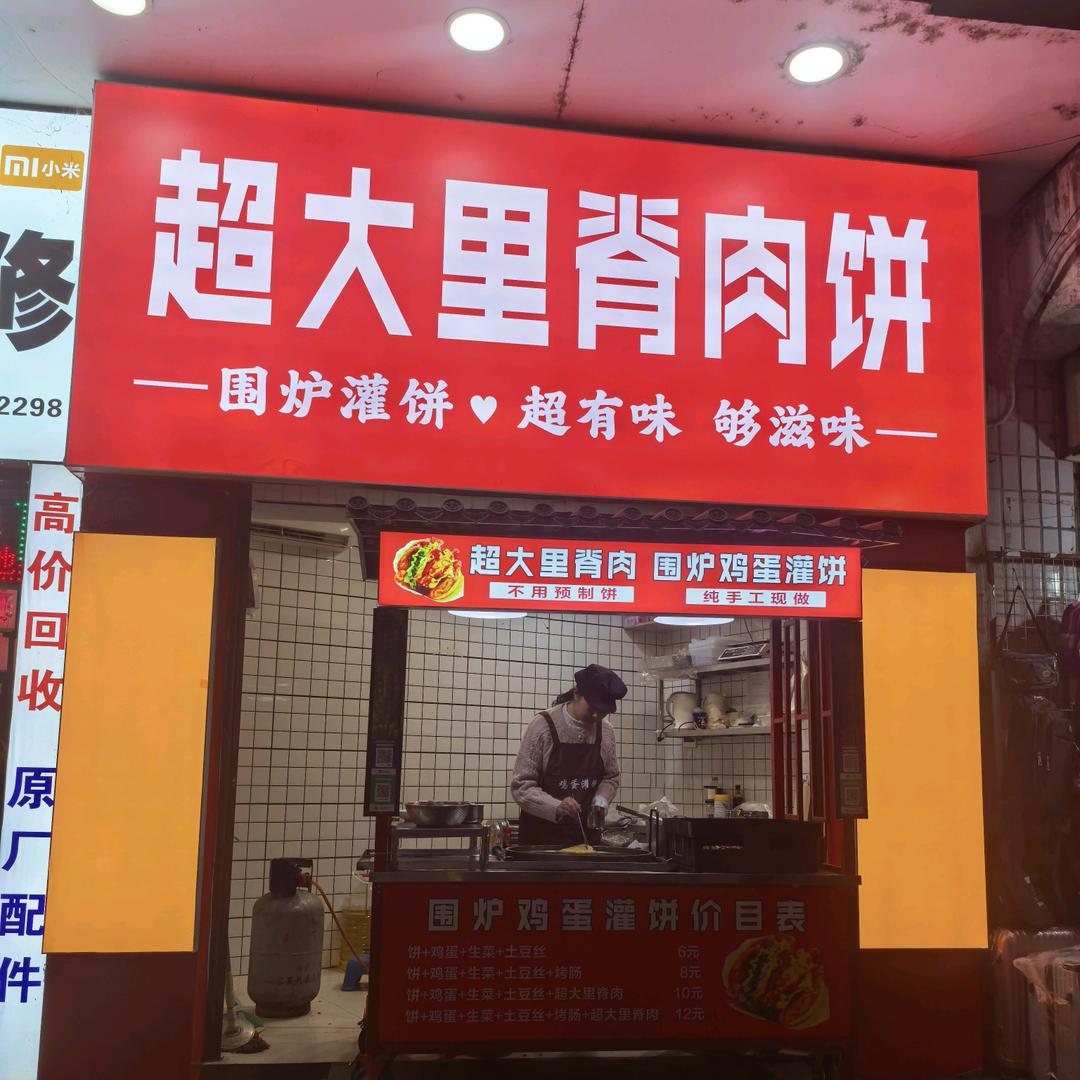 超大里脊肉饼
围炉灌饼♥超有味 够滋味
小米
修
2298
高价回收
原厂配件
超大里脊肉 围炉鸡蛋灌饼
不用预制饼 纯手工现做
鸡蛋灌
围炉鸡蛋灌饼价目表
饼+鸡蛋+生菜+土豆丝 6元
饼+鸡蛋+生菜+土豆丝+烤肠 8元
饼+鸡蛋+生菜+土豆丝+超大里脊肉 10元
饼+鸡蛋+生菜+土豆丝+烤肠+超大里脊肉 12元